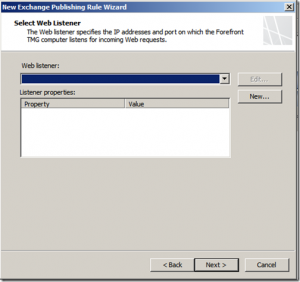 New Exchange Publishing Rule Wizard
Select Web Listener
The Web listener specifies the IP addresses and port on which the Forefront
TMG computer listens for incoming Web requests.
Web listener:
Edit...
Listener properties:
New...
Property Value
< Back Next > Cancel